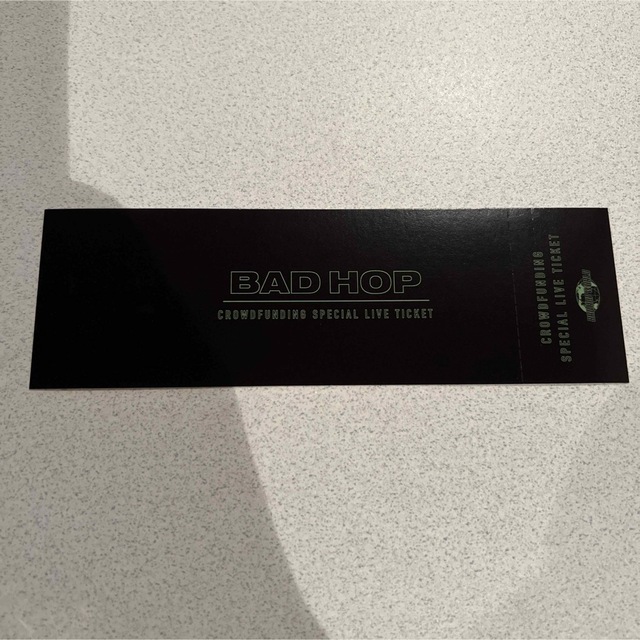 BAD HOP
CROWDFUNDING SPECIAL LIVE TICKET
CROWDFUNDING
SPECIAL LIVE TICKET